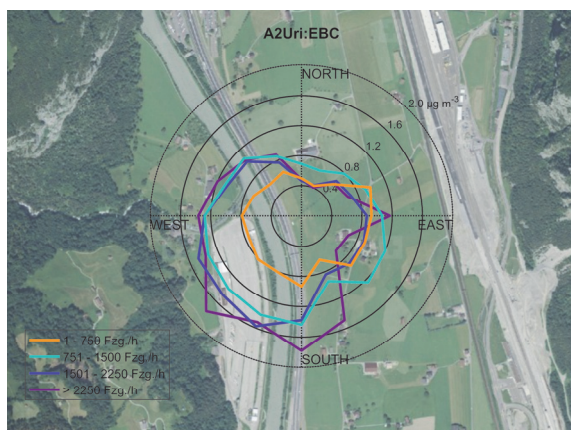 A2Uri:EBC
NORTH
2.0 µg m-3
1.6
1.2
0.8
0.4
WEST
EAST
SOUTH
1 - 750 Fzg./h
751 - 1500 Fzg./h
1501 - 2250 Fzg./h
> 2250 Fzg./h